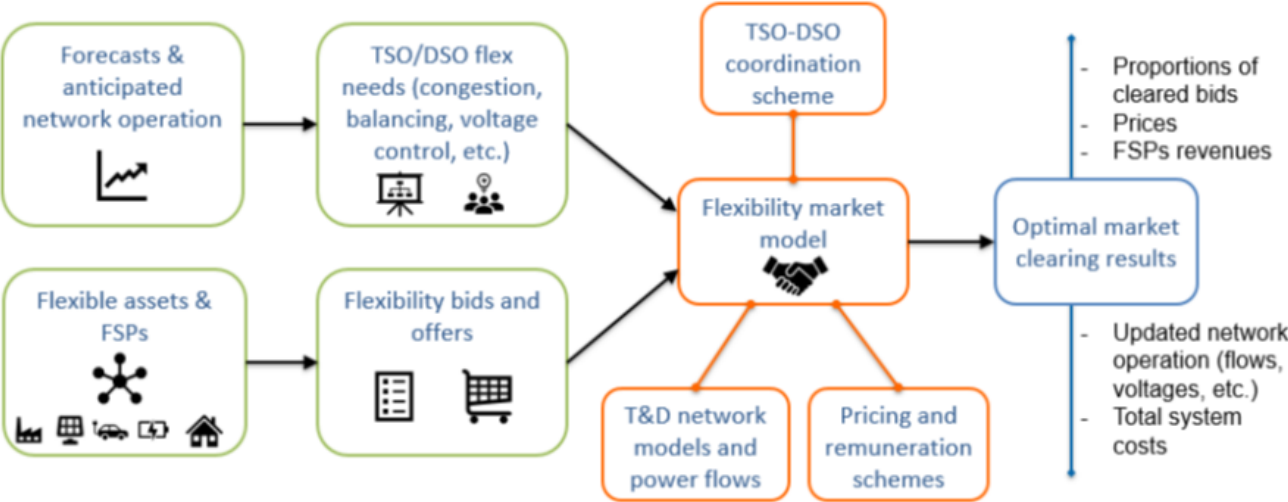 Forecasts &
anticipated
network operation
TSO/DSO flex
needs (congestion,
balancing, voltage
control, etc.)
TSO-DSO
coordination
scheme
- Proportions of
cleared bids
- Prices
- FSPs revenues
Flexibility market
model
Optimal market
clearing results
Flexible assets &
FSPs
Flexibility bids and
offers
T&D network
models and
power flows
Pricing and
remuneration
schemes
- Updated network
operation (flows,
voltages, etc.)
- Total system
costs